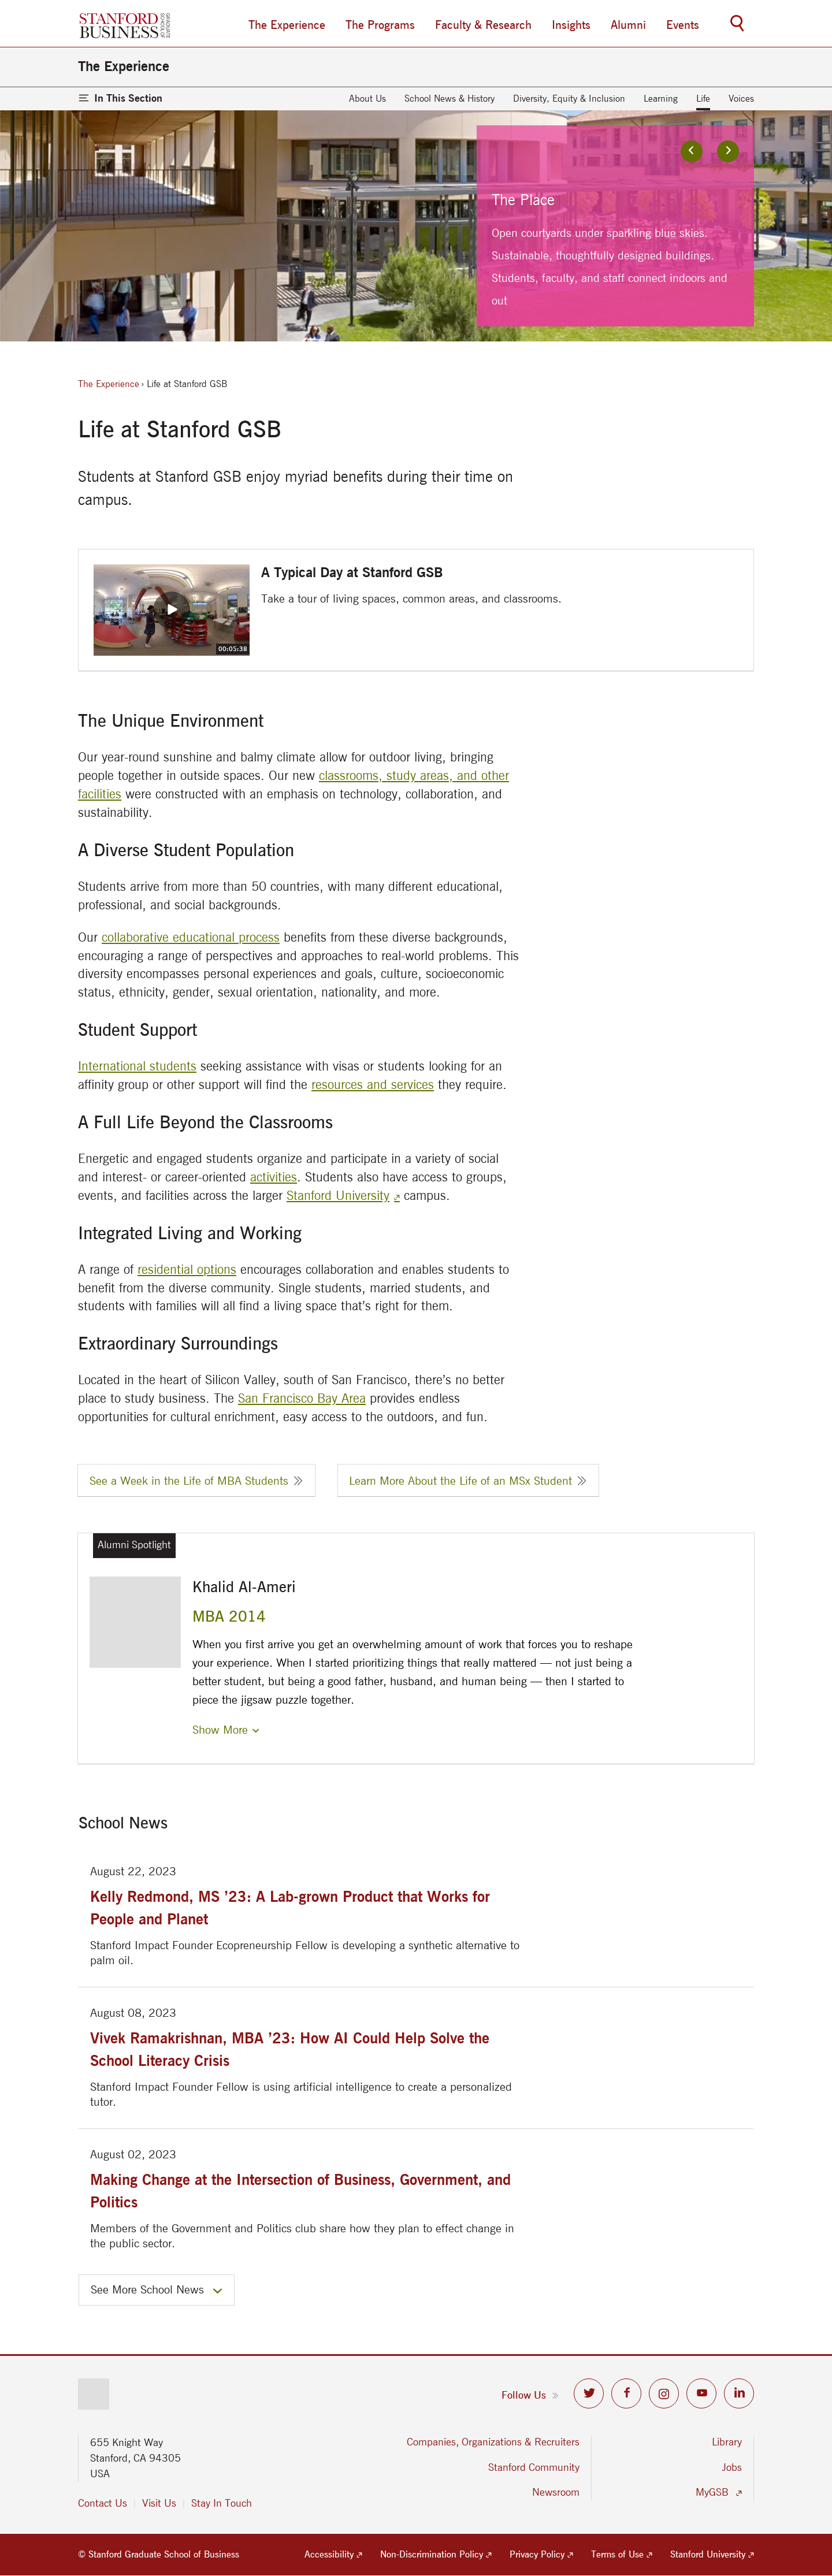 STANFORD
BUSINESS
GRADUATE
SCHOOL OF
The Experience The Programs Faculty & Research Insights Alumni Events
The Experience
In This Section
About Us School News & History Diversity, Equity & Inclusion Learning Life Voices
The Place
Open courtyards under sparkling blue skies.
Sustainable, thoughtfully designed buildings.
Students, faculty, and staff connect indoors and
out
The Experience › Life at Stanford GSB
Life at Stanford GSB
Students at Stanford GSB enjoy myriad benefits during their time on
campus.
00:05:38
A Typical Day at Stanford GSB
Take a tour of living spaces, common areas, and classrooms.
The Unique Environment
Our year-round sunshine and balmy climate allow for outdoor living, bringing
people together in outside spaces. Our new classrooms, study areas, and other
facilities were constructed with an emphasis on technology, collaboration, and
sustainability.
A Diverse Student Population
Students arrive from more than 50 countries, with many different educational,
professional, and social backgrounds.
Our collaborative educational process benefits from these diverse backgrounds,
encouraging a range of perspectives and approaches to real-world problems. This
diversity encompasses personal experiences and goals, culture, socioeconomic
status, ethnicity, gender, sexual orientation, nationality, and more.
Student Support
International students seeking assistance with visas or students looking for an
affinity group or other support will find the resources and services they require.
A Full Life Beyond the Classrooms
Energetic and engaged students organize and participate in a variety of social
and interest- or career-oriented activities. Students also have access to groups,
events, and facilities across the larger Stanford University campus.
Integrated Living and Working
A range of residential options encourages collaboration and enables students to
benefit from the diverse community. Single students, married students, and
students with families will all find a living space that’s right for them.
Extraordinary Surroundings
Located in the heart of Silicon Valley, south of San Francisco, there’s no better
place to study business. The San Francisco Bay Area provides endless
opportunities for cultural enrichment, easy access to the outdoors, and fun.
See a Week in the Life of MBA Students
Learn More About the Life of an MSx Student
Alumni Spotlight
Khalid Al-Ameri
MBA 2014
When you first arrive you get an overwhelming amount of work that forces you to reshape
your experience. When I started prioritizing things that really mattered — not just being a
better student, but being a good father, husband, and human being — then I started to
piece the jigsaw puzzle together.
Show More
School News
August 22, 2023
Kelly Redmond, MS ’23: A Lab-grown Product that Works for
People and Planet
Stanford Impact Founder Ecopreneurship Fellow is developing a synthetic alternative to
palm oil.
August 08, 2023
Vivek Ramakrishnan, MBA ’23: How AI Could Help Solve the
School Literacy Crisis
Stanford Impact Founder Fellow is using artificial intelligence to create a personalized
tutor.
August 02, 2023
Making Change at the Intersection of Business, Government, and
Politics
Members of the Government and Politics club share how they plan to effect change in
the public sector.
See More School News
Follow Us
655 Knight Way
Stanford, CA 94305
USA
Contact Us Visit Us Stay In Touch
Companies, Organizations & Recruiters
Stanford Community
Newsroom
Library
Jobs
MyGSB
© Stanford Graduate School of Business Accessibility Non-Discrimination Policy Privacy Policy Terms of Use Stanford University